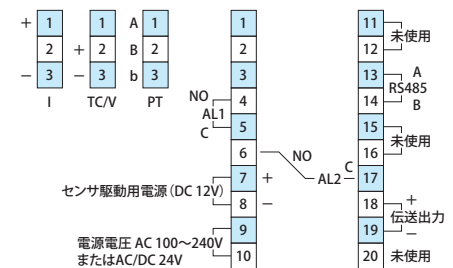 + 1 1 A 1
2 + 2 B 2
− 3 − 3 b 3
I TC/V PT
1
2
3
NO 4
AL1
C 5
6 NO
7 +
センサ駆動用電源(DC 12V)
8 −
9
電源電圧 AC 100〜240V
またはAC/DC 24V
10
11
未使用
12
13 A
RS485
14 B
15
未使用
16
AL2 C 17
18 +
伝送出力
19 −
20 未使用